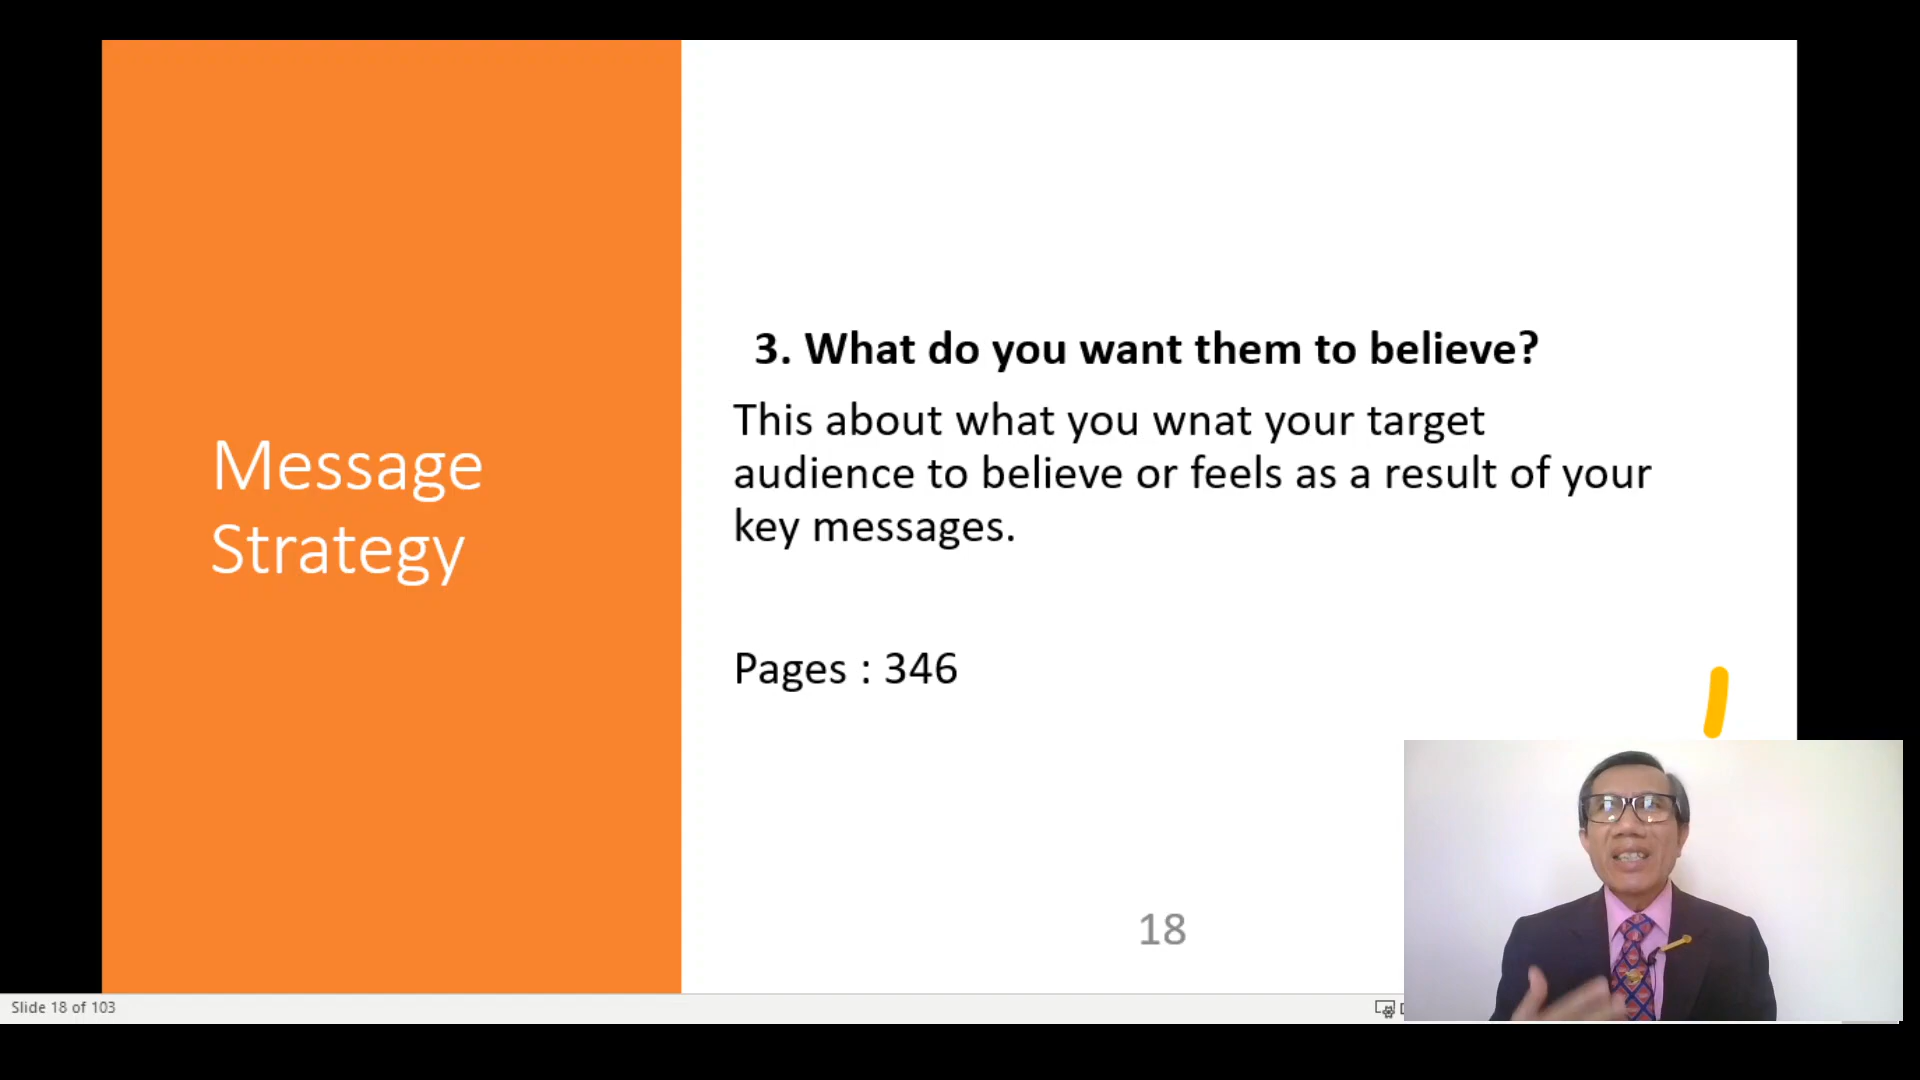 Message
Strategy
3. What do you want them to believe?
This about what you wnat your target
audience to believe or feels as a result of your
key messages.
Pages : 346
18
Slide 18 of 103